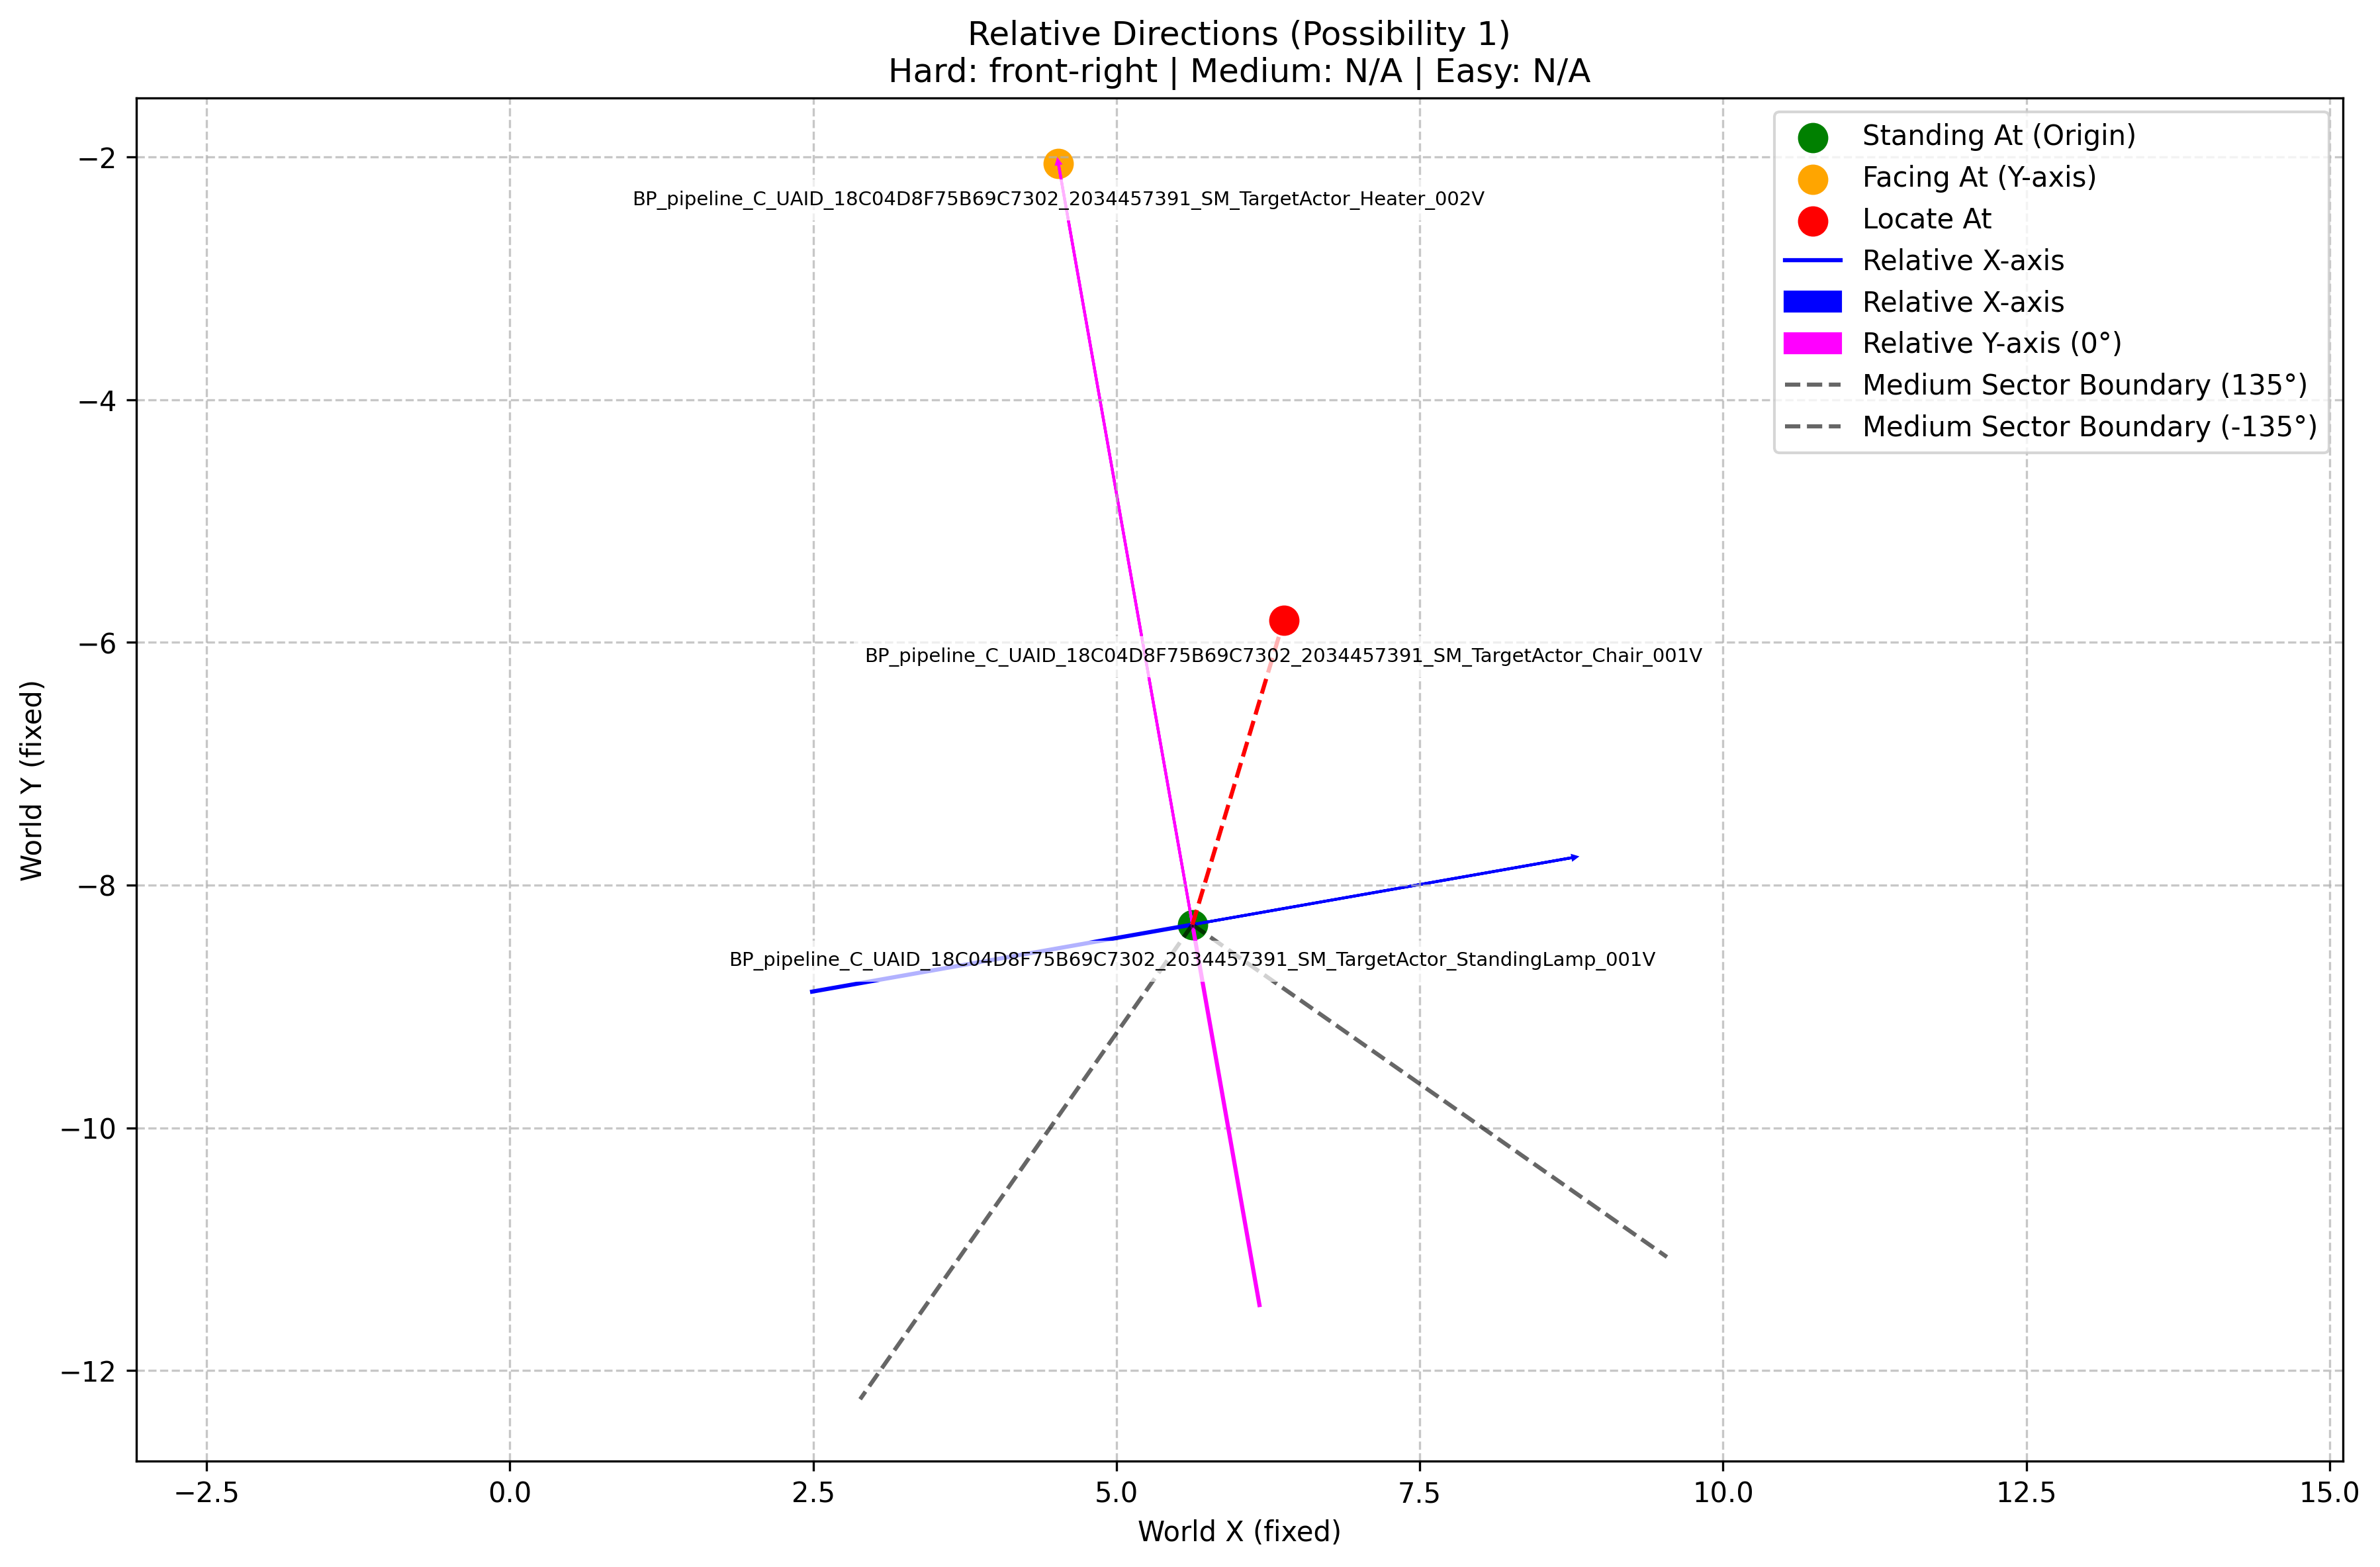 Relative Directions (Possibility 1)
Hard: front-right | Medium: N/A | Easy: N/A
Standing At (Origin)
Facing At (Y-axis)
Locate At
Relative X-axis
Relative X-axis
Relative Y-axis (0°)
Medium Sector Boundary (135°)
Medium Sector Boundary (-135°)
BP_pipeline_C_UAID_18C04D8F75B69C7302_2034457391_SM_TargetActor_Heater_002V
BP_pipeline_C_UAID_18C04D8F75B69C7302_2034457391_SM_TargetActor_Chair_001V
BP_pipeline_C_UAID_18C04D8F75B69C7302_2034457391_SM_TargetActor_StandingLamp_001V
World Y (fixed)
−2
−4
−6
−8
−10
−12
−2.5
0.0
2.5
5.0
7.5
10.0
12.5
15.0
World X (fixed)